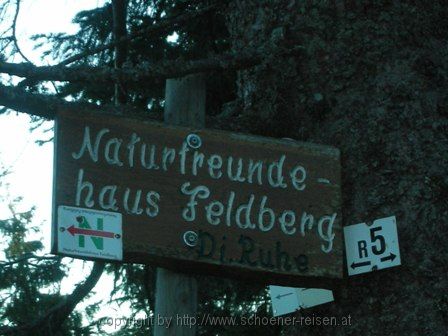 Naturfreunde-
haus Feldberg
Di. Ruhe
N
R5
copyright by http://www.schoener-reisen.at